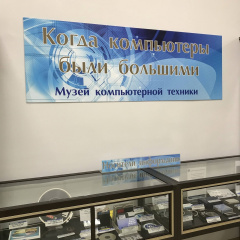 Когда компьютеры
были большими
Музей компьютерной техники